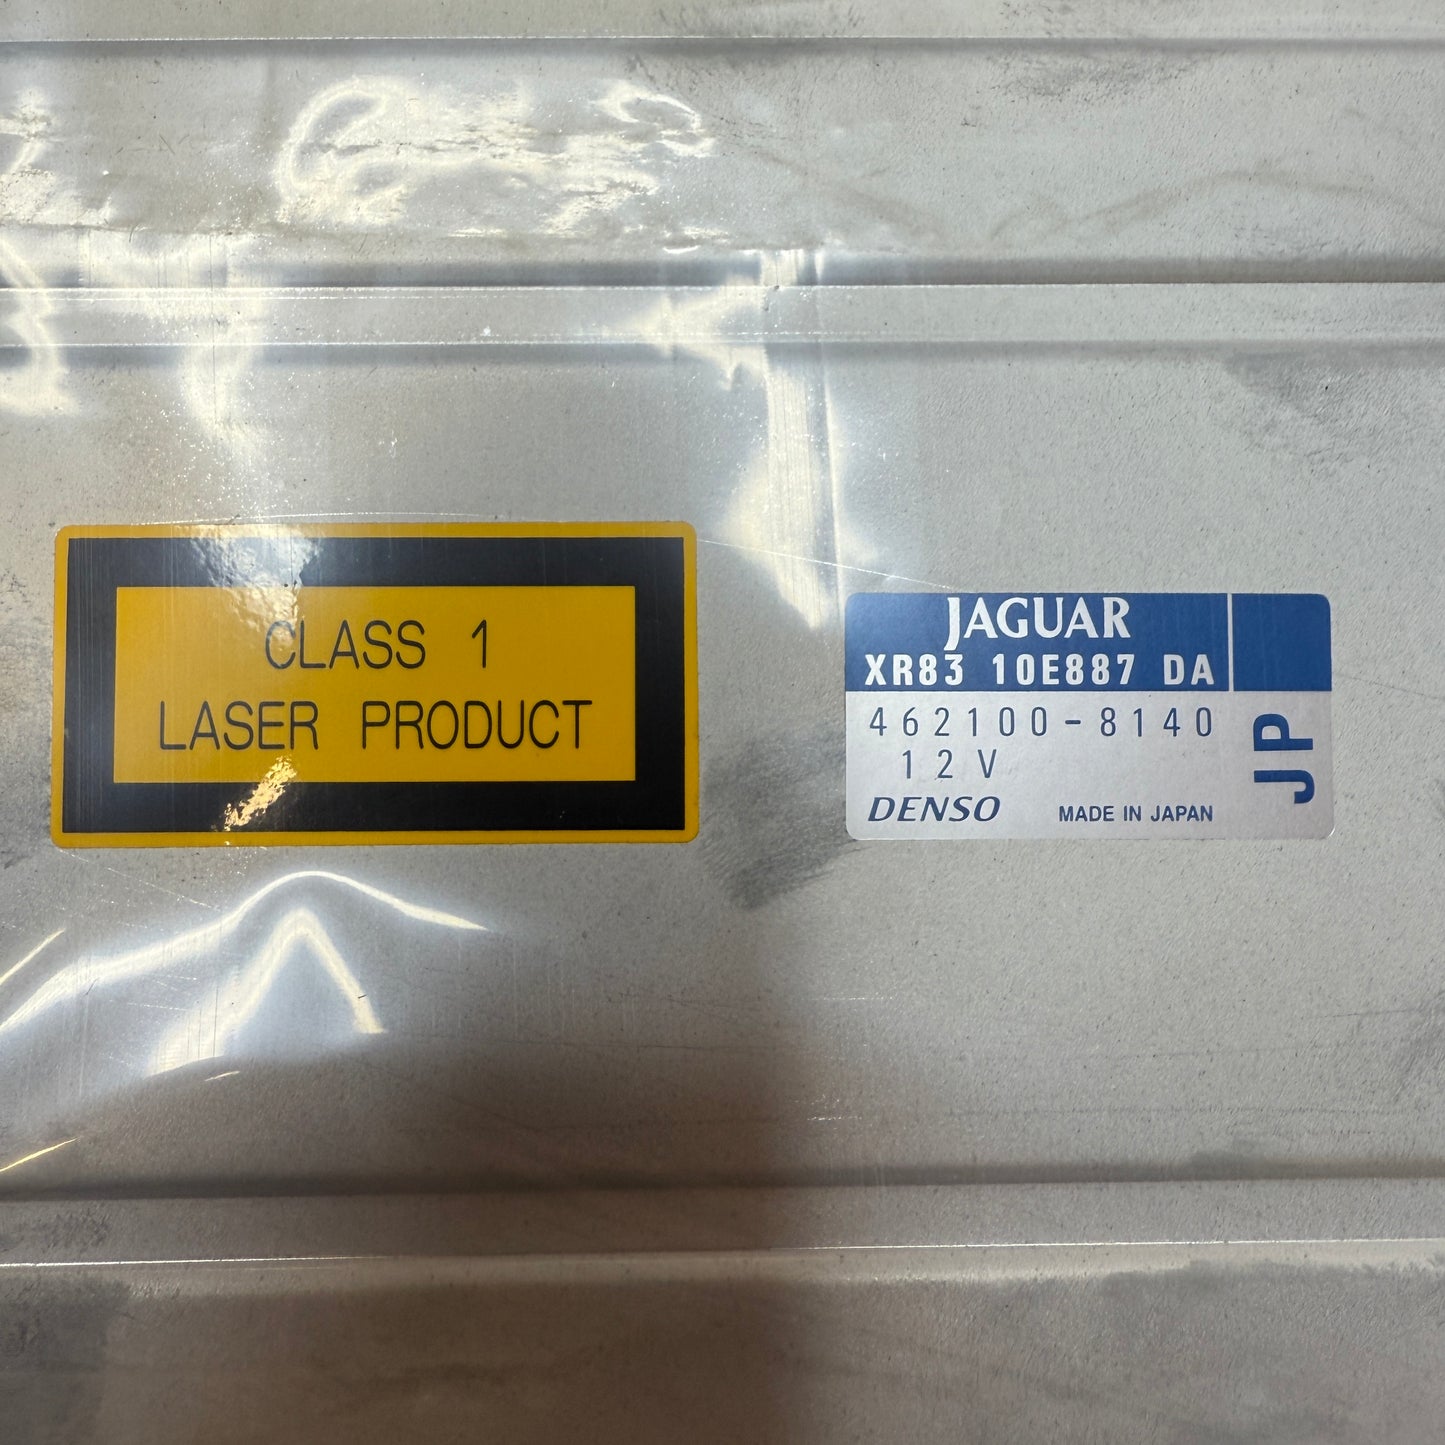 CLASS 1
LASER PRODUCT
JAGUAR
XR83 10E887 DA
462100-8140
12V
DENSO MADE IN JAPAN
JP